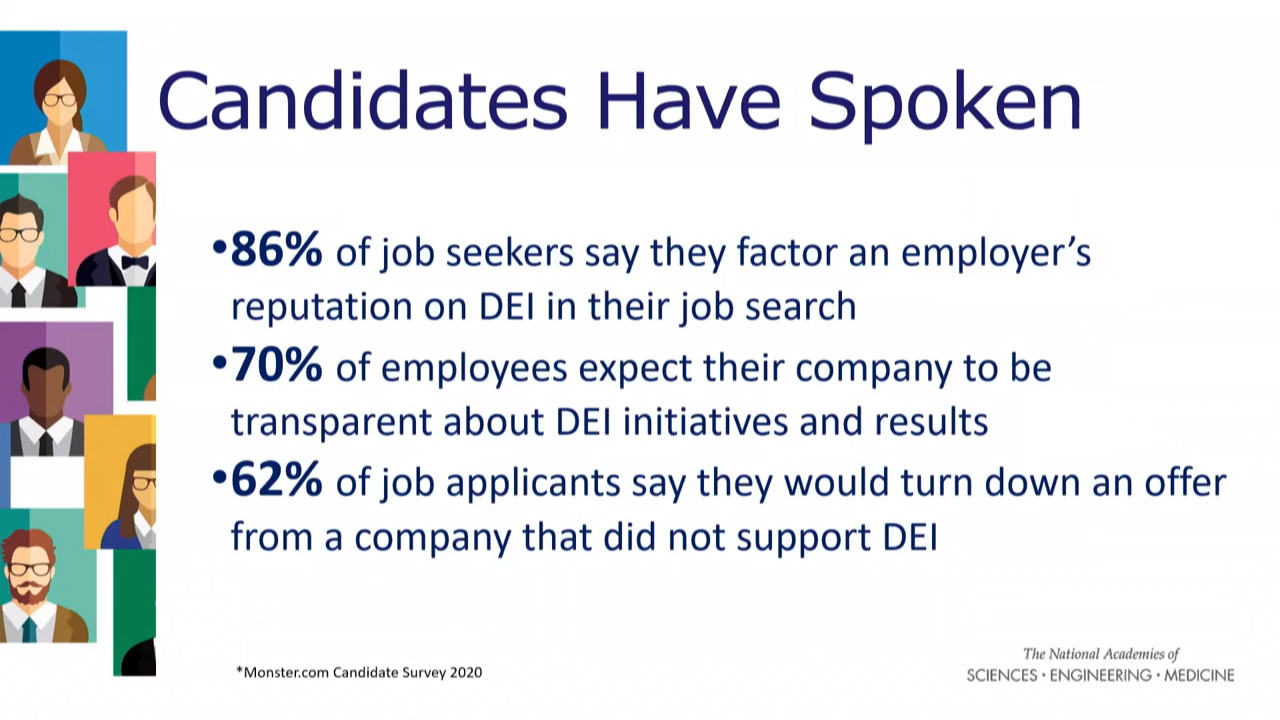 Candidates Have Spoken
•86% of job seekers say they factor an employer’s
reputation on DEI in their job search
•70% of employees expect their company to be
transparent about DEI initiatives and results
•62% of job applicants say they would turn down an offer
from a company that did not support DEI
*Monster.com Candidate Survey 2020
The National Academies of
SCIENCES • ENGINEERING • MEDICINE